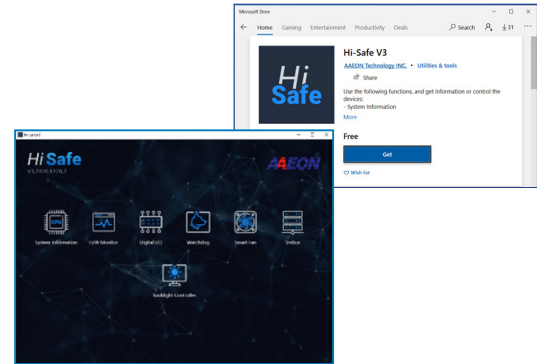 Microsoft Store
Home Gaming Entertainment Productivity Deals Search 31
Hi-Safe V3
AAEON Technology INC. • Utilities & tools
Share
Use the following functions, and get information or control the
devices:
- System Information
More
Free
Get
Wish list
Hi
Safe
Hi Safe
AAEON
CPU
System Information H/W Monitor Digital I/O Watchdog Smart Fan Smbus
Backlight Controller